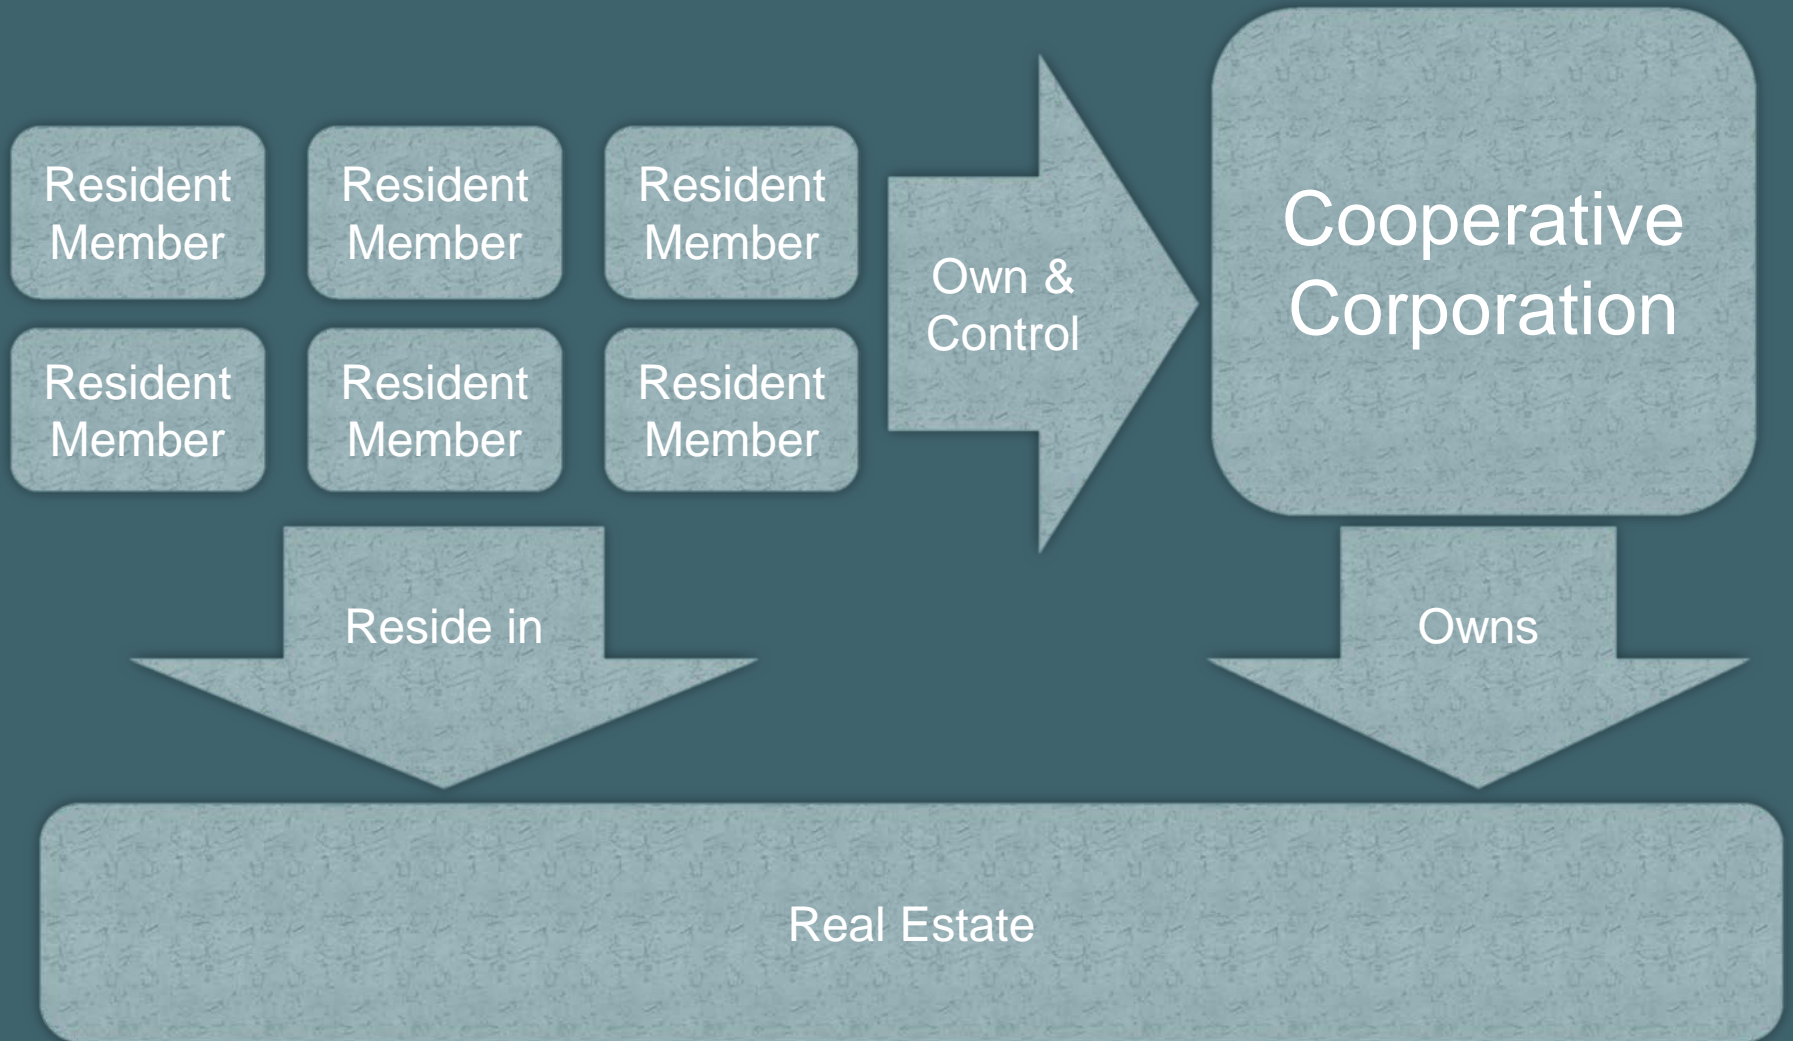 Resident
Member
Resident
Member
Resident
Member
Resident
Member
Resident
Member
Resident
Member
Own &
Control
Cooperative
Corporation
Reside in
Owns
Real Estate